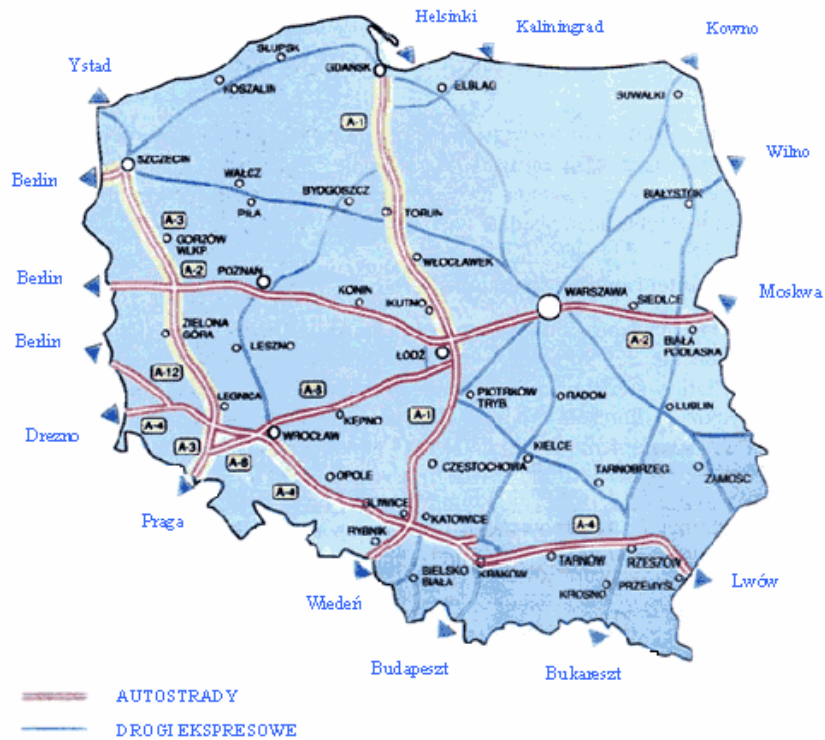 Helsinki
Kaliningrad
Kowno
Ystad
SŁUPSK
GDAŃSK
KOSZALIN
ELBLĄG
SUWAŁKI
A-1
SZCZECIN
Wilno
Berlin
WAŁCZ
BYDGOSZCZ
BIAŁYSTOK
PIŁA
TORUŃ
A-3
GORZÓW
WLKP
WŁOCŁAWEK
A-2
POZNAŃ
Berlin
KONIN
KUTNO
WARSZAWA
SIEDLCE
Moskwa
ZIELONA
GÓRA
Berlin
LESZNO
ŁÓDŹ
A-2
BIAŁA
PODLASKA
A-12
LEGNICA
A-8
PIOTRKÓW
TRYB.
RADOM
LUBLIN
A-4
KĘPNO
A-1
Drezno
A-3
WROCŁAW
KIELCE
A-8
CZĘSTOCHOWA
TARNOBRZEG
ZAMOŚĆ
OPOLE
A-4
Praga
GLIWICE
KATOWICE
A-4
RYBNIK
BIELSKO
BIAŁA
KRAKÓW
TARNÓW
RZESZÓW
KROSNO
PRZEMYŚL
Lwów
Wiedeń
Budapeszt
Bukareszt
AUTOSTRADY
DROGI EKSPRESOWE